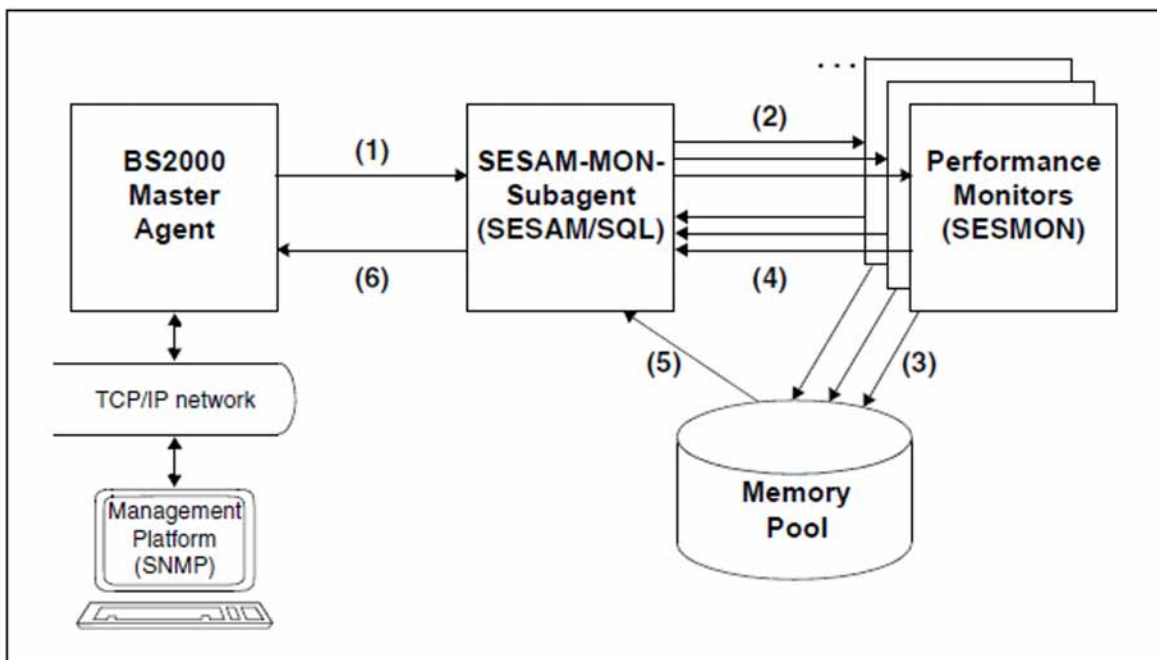 . . .
BS2000
Master
Agent
(1)
SESAM-MON-
Subagent
(SESAM/SQL)
(2)
Performance
Monitors
(SESMON)
(6)
(4)
(5)
(3)
TCP/IP network
Memory
Pool
Management
Platform
(SNMP)